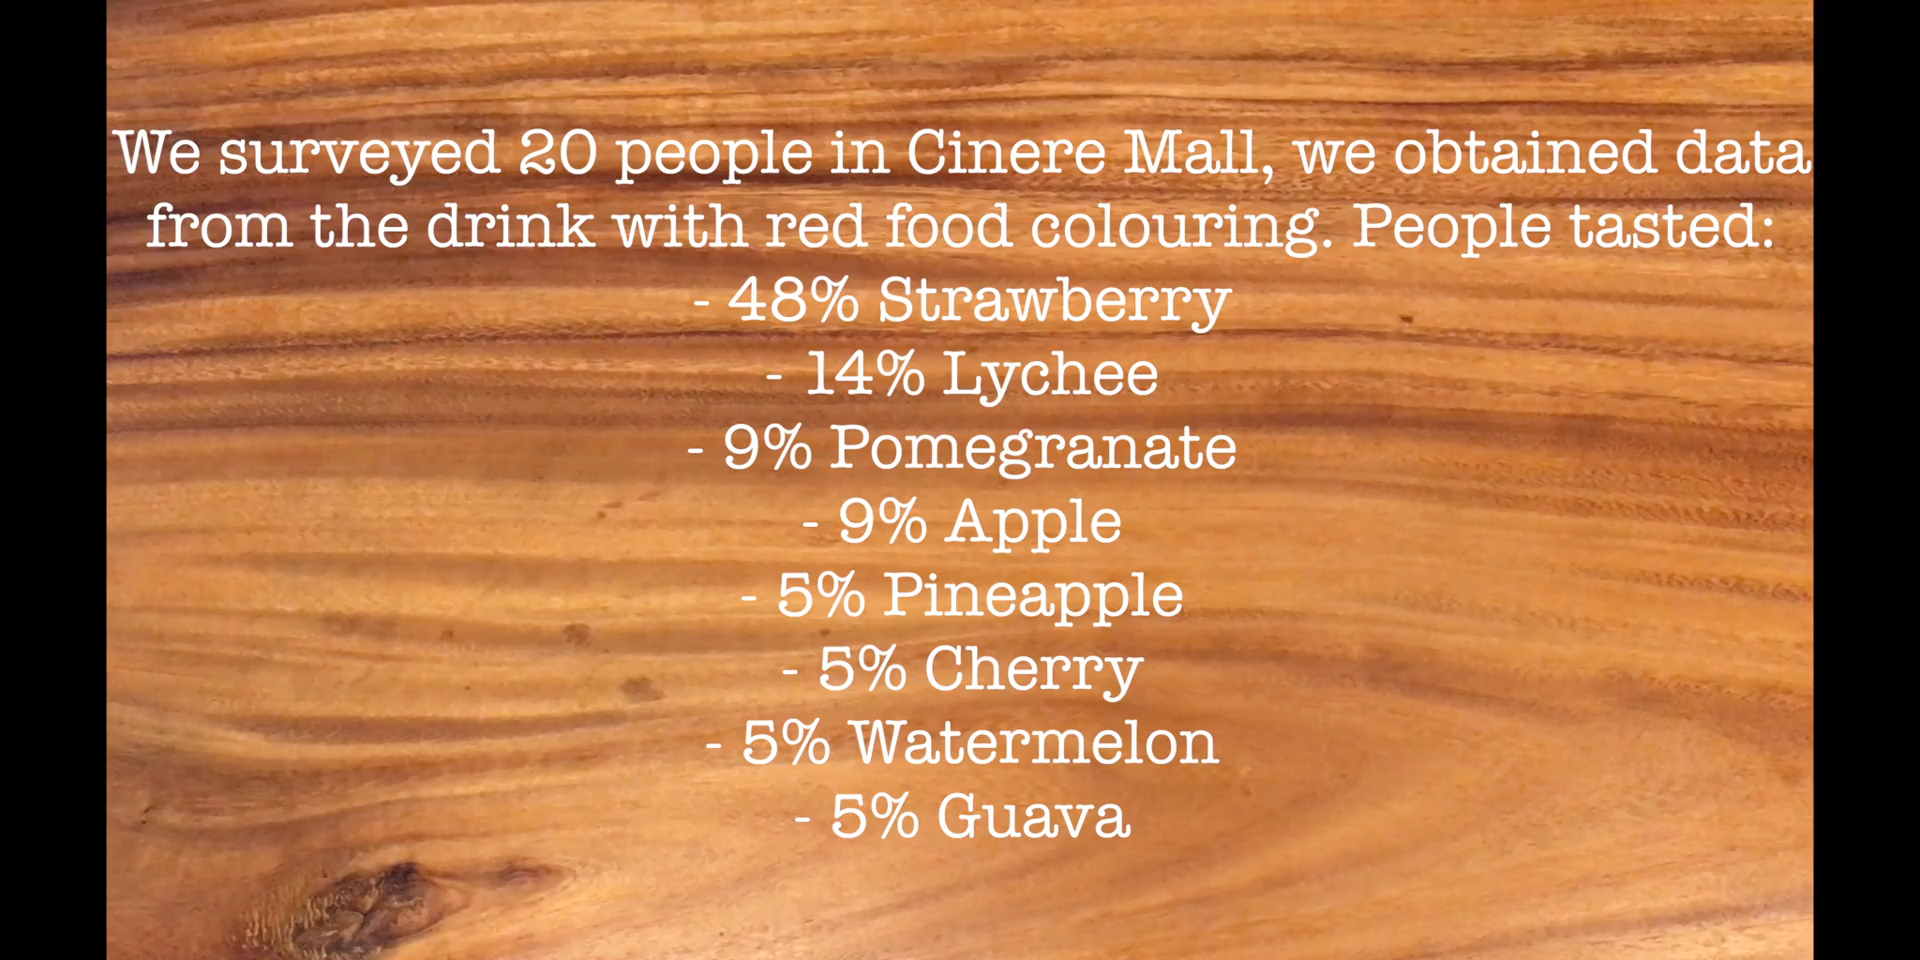 We surveyed 20 people in Cinere Mall, we obtained data
from the drink with red food colouring. People tasted:
- 48% Strawberry
- 14% Lychee
- 9% Pomegranate
- 9% Apple
- 5% Pineapple
- 5% Cherry
- 5% Watermelon
- 5% Guava